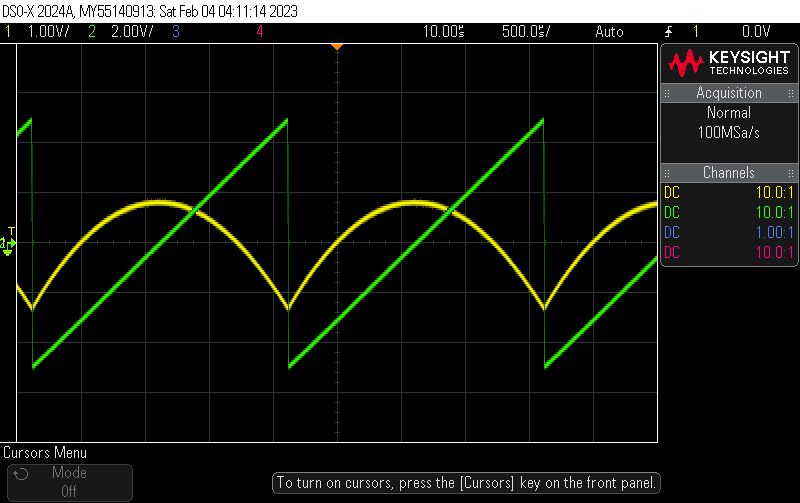 DSO-X 2024A, MY55140913: Sat Feb 04 04:11:14 2023
1 1.00V/ 2 2.00V/ 3 4 10.00s 500.0s/ Auto 1 0.0V
KEYSIGHT
TECHNOLOGIES
Acquisition
Normal
100MSa/s
Channels
DC 10.0:1
DC 10.0:1
DC 1.00:1
DC 10.0:1
T
Cursors Menu
Mode
Off
To turn on cursors, press the [Cursors] key on the front panel.